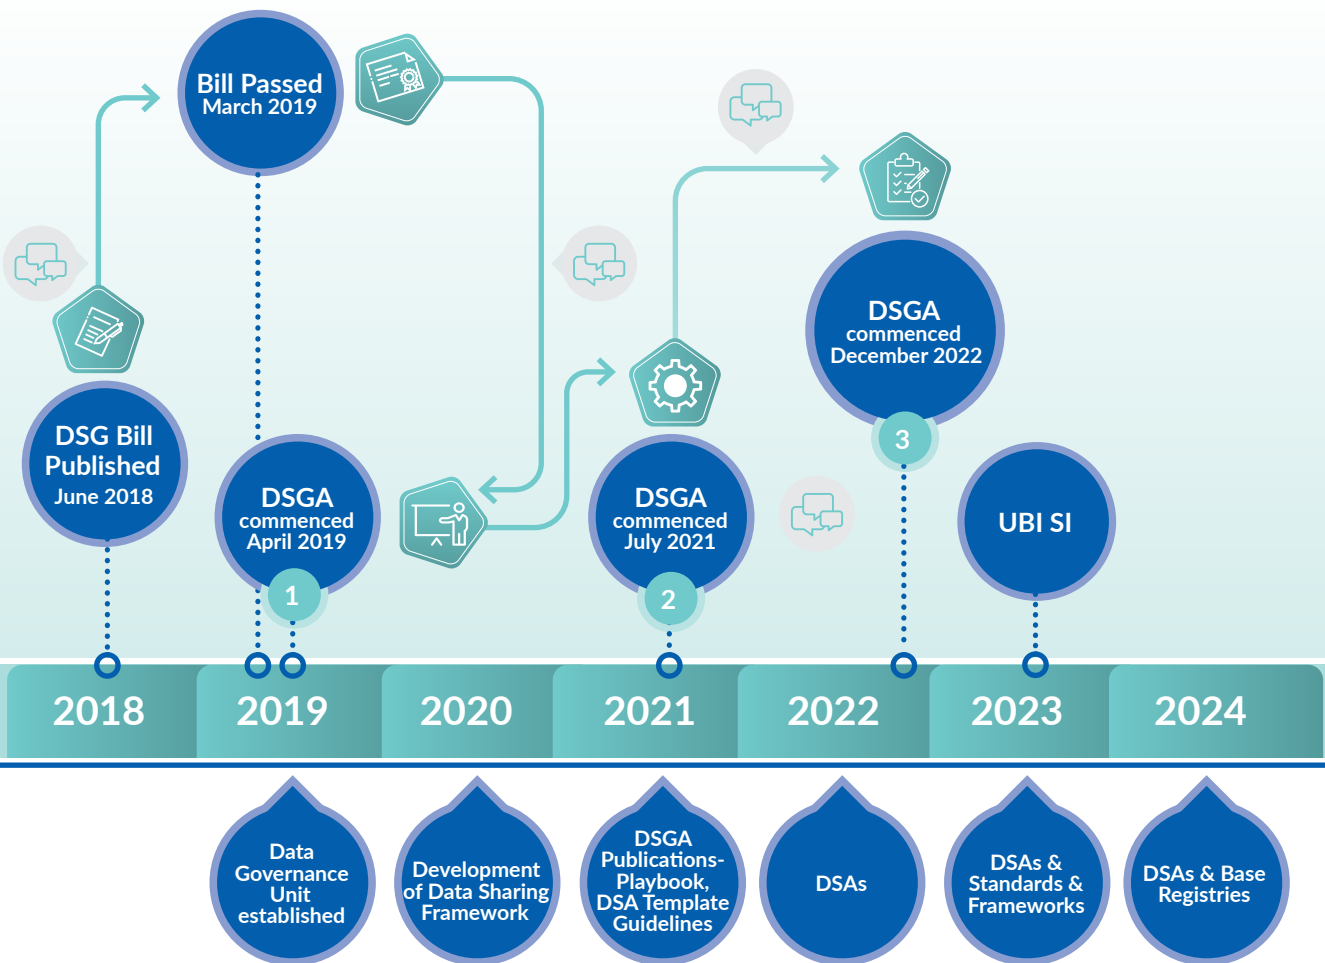 Bill Passed
March 2019
DSG Bill
Published
June 2018
DSGA
commenced
April 2019
1
DSGA
commenced
July 2021
2
DSGA
commenced
December 2022
3
UBI SI
2018
2019
2020
2021
2022
2023
2024
Data
Governance
Unit
established
Development
of Data Sharing
Framework
DSGA
Publications-
Playbook,
DSA Template
Guidelines
DSAs
DSAs &
Standards &
Frameworks
DSAs & Base
Registries